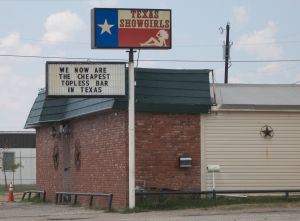 TEXAS
SHOWGIRLS
WE NOW ARE
THE CHEAPEST
TOPLESS BAR
IN TEXAS